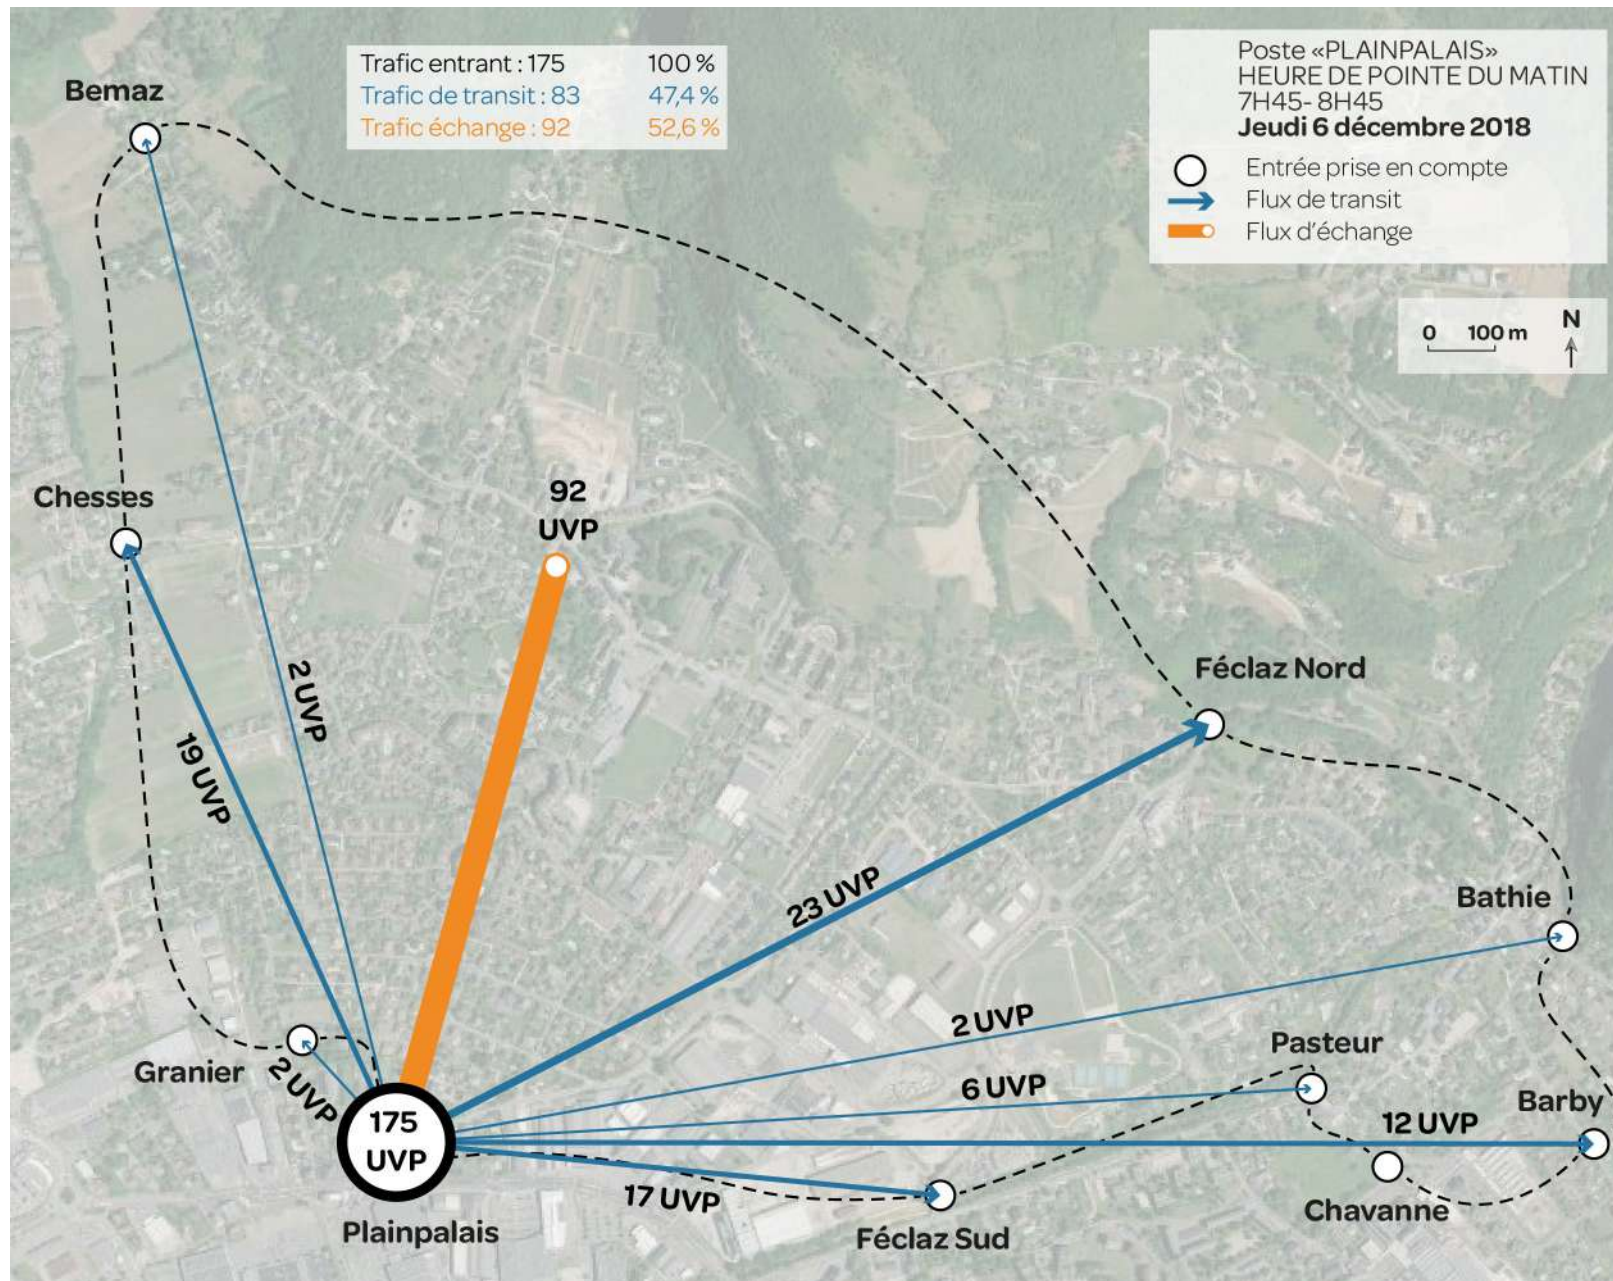 Bemaz
Trafic entrant : 175 100 %
Trafic de transit : 83 47,4 %
Trafic échange : 92 52,6 %
Poste «PLAINPALAIS»
HEURE DE POINTE DU MATIN
7H45- 8H45
Jeudi 6 décembre 2018
Entrée prise en compte
Flux de transit
Flux d'échange
0 100 m N
Chesses
92
UVP
2 UVP
19 UVP
Féclaz Nord
23 UVP
Bathie
2 UVP
Pasteur
Granier
2 UVP
6 UVP
Barby
12 UVP
175
UVP
17 UVP
Chavanne
Plainpalais
Féclaz Sud